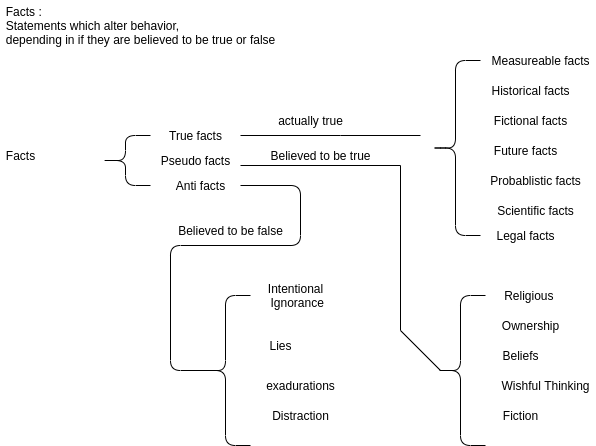 Facts :
Statements which alter behavior,
depending in if they are believed to be true or false
Facts
True facts
Pseudo facts
Anti facts
actually true
Believed to be true
Believed to be false
Measureable facts
Historical facts
Fictional facts
Future facts
Probablistic facts
Scientific facts
Legal facts
Intentional
Ignorance
Lies
exadurations
Distraction
Religious
Ownership
Beliefs
Wishful Thinking
Fiction